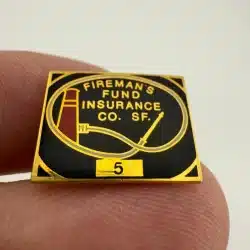 FIREMAN'S
FUND
INSURANCE
CO. SF.
5